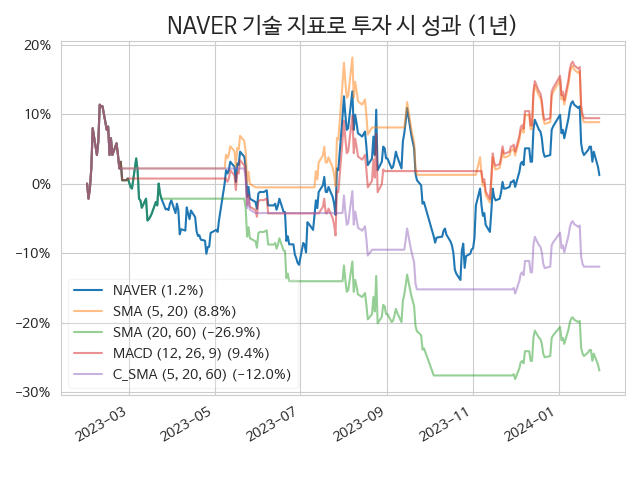 NAVER 기술 지표로 투자 시 성과 (1년)
20%
10%
0%
−10%
−20%
−30%
NAVER (1.2%)
SMA (5, 20) (8.8%)
SMA (20, 60) (−26.9%)
MACD (12, 26, 9) (9.4%)
C_SMA (5, 20, 60) (−12.0%)
2023−03
2023−05
2023−07
2023−09
2023−11
2024−01